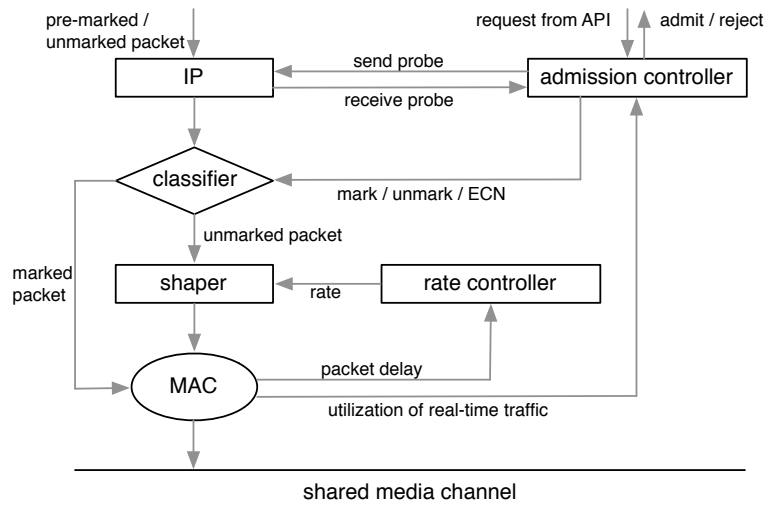 pre-marked /
unmarked packet
request from API
admit / reject
IP
send probe
receive probe
admission controller
classifier
mark / unmark / ECN
unmarked packet
marked
packet
shaper
rate
rate controller
MAC
packet delay
utilization of real-time traffic
shared media channel